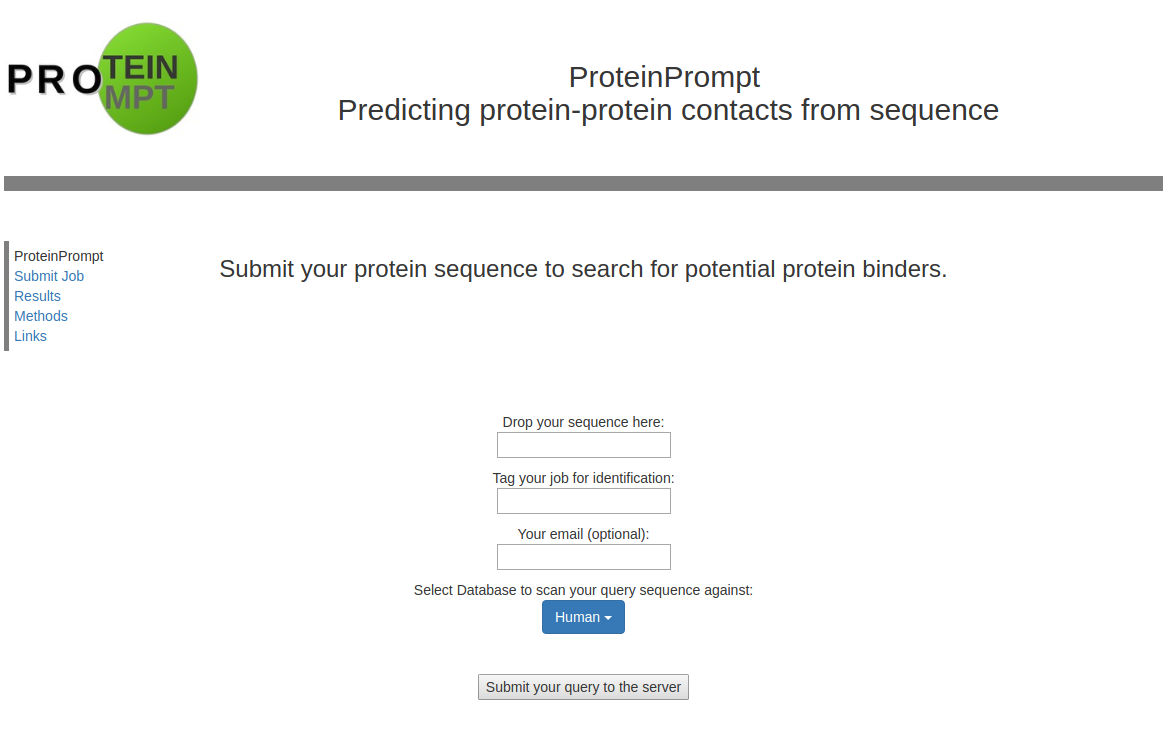 PROTEIN
MPT
ProteinPrompt
Predicting protein-protein contacts from sequence
ProteinPrompt
Submit Job
Results
Methods
Links
Submit your protein sequence to search for potential protein binders.
Drop your sequence here:
Tag your job for identification:
Your email (optional):
Select Database to scan your query sequence against:
Human
Submit your query to the server